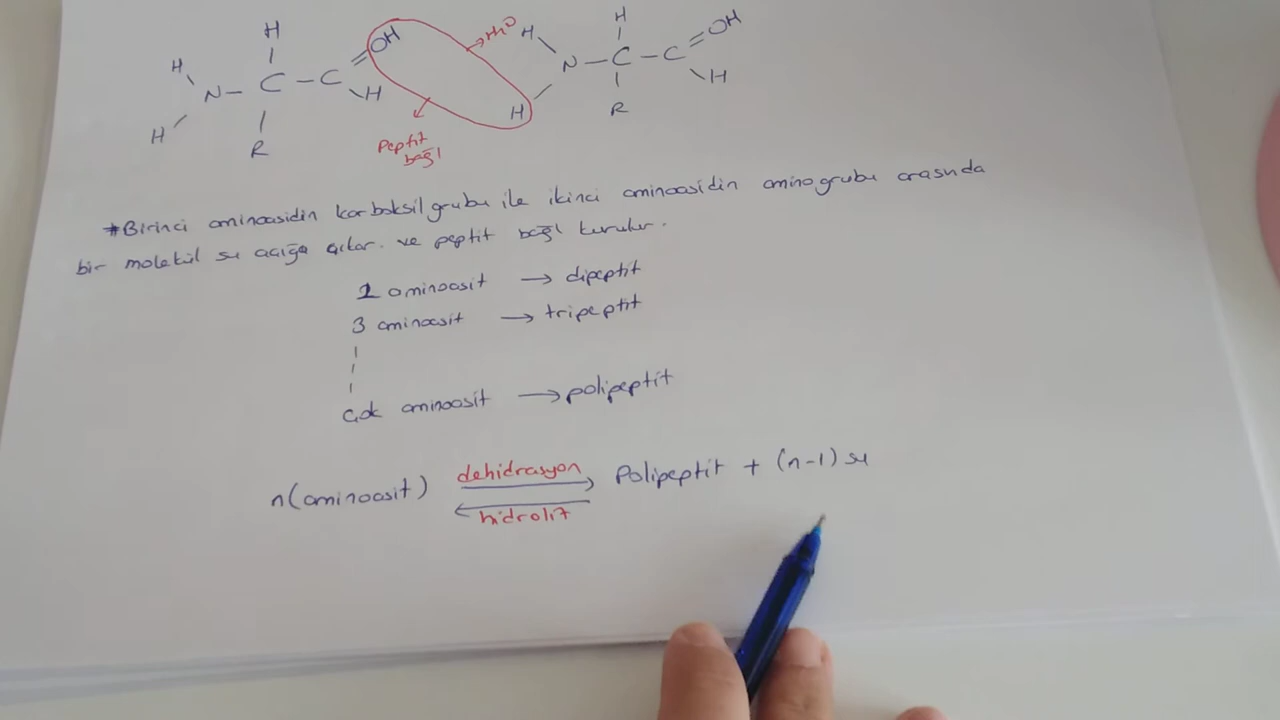 H H
H OH →H₂O H OH
N – C – C N – C – C
H H H H
R Peptit R
bağı
*Birinci aminoasidin karboksil grubu ile ikinci aminoasidin amino grubu arasında
bir molekül su açığa çıkar. ve peptit bağı kurulur.
2 aminoasit → dipeptit
3 aminoasit → tripeptit
çok aminoasit → polipeptit
n(aminoasit) dehidrasyon Polipeptit + (n-1) su
hidroliz